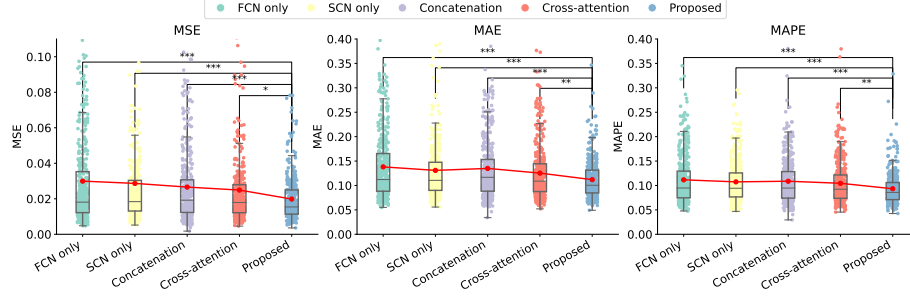 FCN only SCN only Concatenation Cross-attention Proposed
MSE
MAE
MAPE
MSE
0.10
0.08
0.06
0.04
0.02
0.00
***
***
***
*
FCN only
SCN only
Concatenation
Cross-attention
Proposed
MAE
0.40
0.35
0.30
0.25
0.20
0.15
0.10
0.05
0.00
***
***
***
**
FCN only
SCN only
Concatenation
Cross-attention
Proposed
MAPE
0.40
0.35
0.30
0.25
0.20
0.15
0.10
0.05
0.00
***
***
***
**
FCN only
SCN only
Concatenation
Cross-attention
Proposed